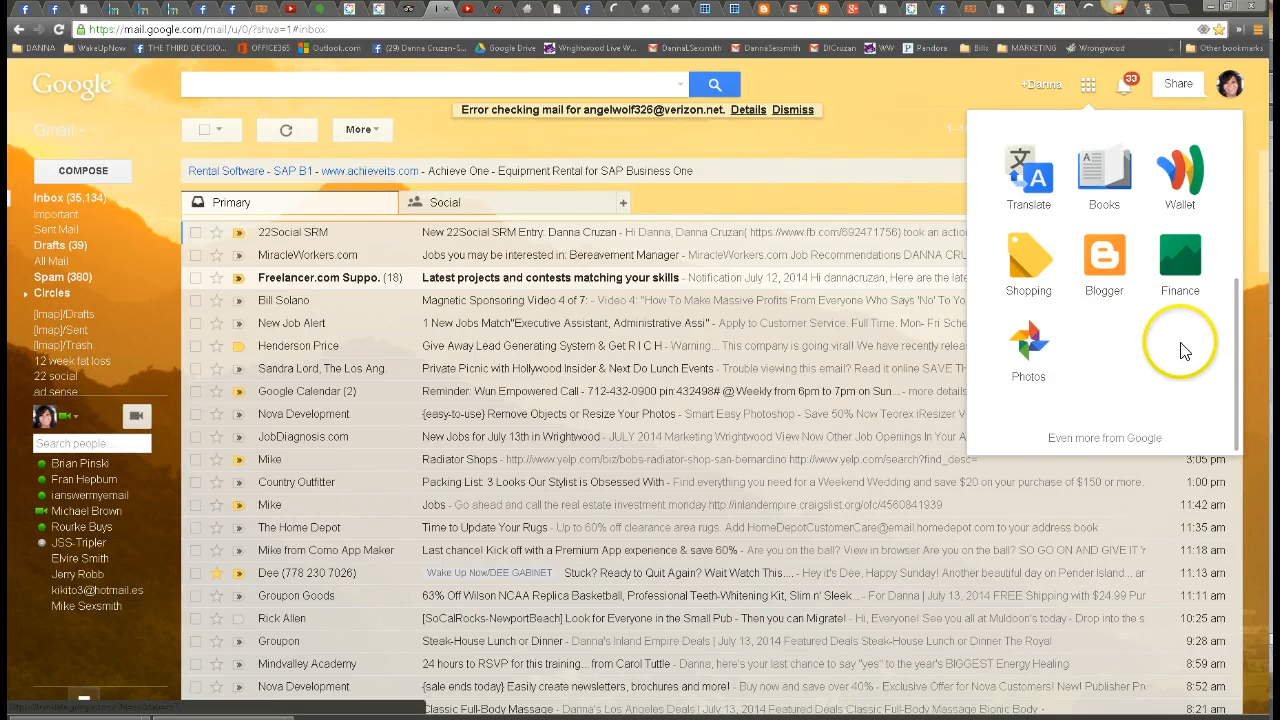 https://mail.google.com/mail/u/0/?shva=1#inbox
DANNA WakeUpNow THE THIRD DECISIO... OFFICE365 Outlook.com (29) Danna Cruzan-S... Google Drive Wrightwood Live W... DannaLSexsmith DannaSexsmith DlCruzan WW Pandora Bills MARKETING Wrongwood Other bookmarks
Google +Danna 33 Share
Error checking mail for angelwolf326@verizon.net. Details Dismiss
Gmail More
COMPOSE
Rental Software - SAP B1 - www.achieveits.com - Achieve One - Equipment Rental for SAP Business One
Primary Social +
Inbox (35,134)
Important
Sent Mail
Drafts (39)
All Mail
Spam (380)
Circles
[Imap]/Drafts
[Imap]/Sent
[Imap]/Trash
12 week fat loss
22 social
ad sense
Search people...
Brian Pinski
Fran Hepburn
ianswermyemail
Michael Brown
Rourke Buys
JSS-Tripler
Elvire Smith
Jerry Robb
kikito3@hotmail.es
Mike Sexsmith
22Social SRM New 22Social SRM Entry: Danna Cruzan - Hi Danna, Danna Cruzan( https://www.fb.com/692471756) took an actio
MiracleWorkers.com Jobs you may be interested in: Bereavement Manager - MiracleWorkers.com Jobs DANNA CRU
Freelancer.com Suppo. (18) Latest projects and contests matching your skills - Notification July 12, 2014 Hi dannacruzan, Here are the late
Bill Solano Magnetic Sponsoring Video 4 of 7: - Video 4: "How To Make Massive Profits From Everyone Who Says 'No' To Yo
New Job Alert 1 New Jobs Match"Executive Assistant, Administrative Assi" - Apply to Customer Service. Full Time. Mon- Fri Sche
Henderson Price Give Away Lead Generating System & Get R I C H - Warning... This company is going viral! We have recently releas
Sandra Lord, The Los Ang. Private Picnic with Hollywood Insider & Next Do Lunch Events - Trouble viewing this email? Read it online
Google Calendar (2) Reminder: Wun Empowered Call - 712-432-0900 pin:432498# @ Weekly from 6pm to 7pm on Sun - more details
Nova Development {easy-to-use} Remove Objects or Resize Your Photos - Smart Easy Photoshop - Save 50% Now Teorex iResizer
JobDiagnosis.com New Jobs for July 13th in Wrightwood - JULY 2014 Marketing Wrightwood View Now Other Job Openings In Your
Mike Radiator Shops - http://www.yelp.com/biz/bobs-radiator-shop-san-b http://www.yelp.com/search?find_desc= 3:05 pm
Country Outfitter Packing List: 3 Looks Our Stylist is Obsessed With - Find everything you need for a Weekend Wedding and save $20 on your purchase of $150 or more. 1:00 pm
Mike Jobs - Go ahead and call the real estate investment monday http://inlandempire.craigslist.org/ofc/4560841939 11:42 am
The Home Depot Time to Update Your Rug - Up to 60% off clearance area rugs. Add HomeDepotCustomerCare@email.homedepot.com to your address book 11:35 am
Mike from Como App Maker Last chance! Kick off with a Premium App experience & save 60% - Are you on the ball? View in browser Are you on the ball? SO GO ON AND GIVE IT 11:18 am
Dee (778 230 7026) Wake Up Now/DEE GABINET Stuck? Ready to Quit Again? Wait Watch This.... - Hey it's Dee, Happy Sunday! Another beautiful day on Pender Island... ar 11:13 am
Groupon Goods 63% Off Wilson NCAA Replica Basketball, Professional Teeth-Whitening Kit, Slim n' Sleek - For Danna | July 13, 2014 FREE Shipping with $24.99 Pur 11:11 am
Rick Allen [SoCalRocks-NewportBeach] Look for Everyone in the Small Pub - Then you can Migrate! - Hi, Everyone! See you all at Muldoon's today! Drop into the s 10:25 am
Groupon Steak-House Lunch or Dinner - Danna's Inland Empire Deals | July 13, 2014 Featured Deals Steak-House Lunch or Dinner The Royal 9:28 am
Mindvalley Academy 24 hours to RSVP for this training... from Carol Tuttle - Danna, here's your last chance to say "yes" to the year's BIGGEST Energy Healing 8:59 am
Nova Development {sale ends today} Easily create newsletters, brochures and more! - Buy now and save over 40% - Exclusive Offer for Nova Customers! New! Publisher Pr 8:52 am
Classic Full-Body Massage - Danna's Los Angeles Deals | July 13, 2014 Featured Deals Classic Full-Body Massage Bionic Body -
Translate Books Wallet
Shopping Blogger Finance
Photos
Even more from Google